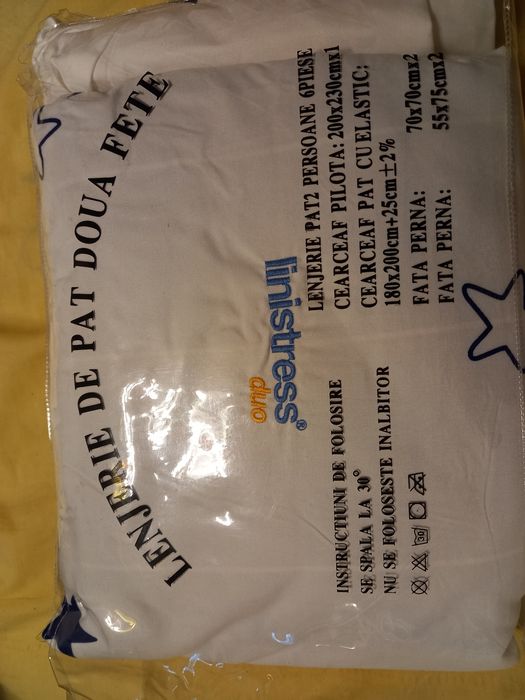 LENJERIE DE PAT DOUA FETE
linistress®
duo
LENJERIE PAT2 PERSOANE 6PIESE
CEARCEAF PILOTA: 200x230cmx1
CEARCEAF PAT CU ELASTIC:
180x200cm+25cm±2%
FATA PERNA: 70x70cmx2
FATA PERNA: 55x75cmx2
INSTRUCTIUNI DE FOLOSIRE
SE SPALA LA 30°
NU SE FOLOSESTE INALBITOR
30